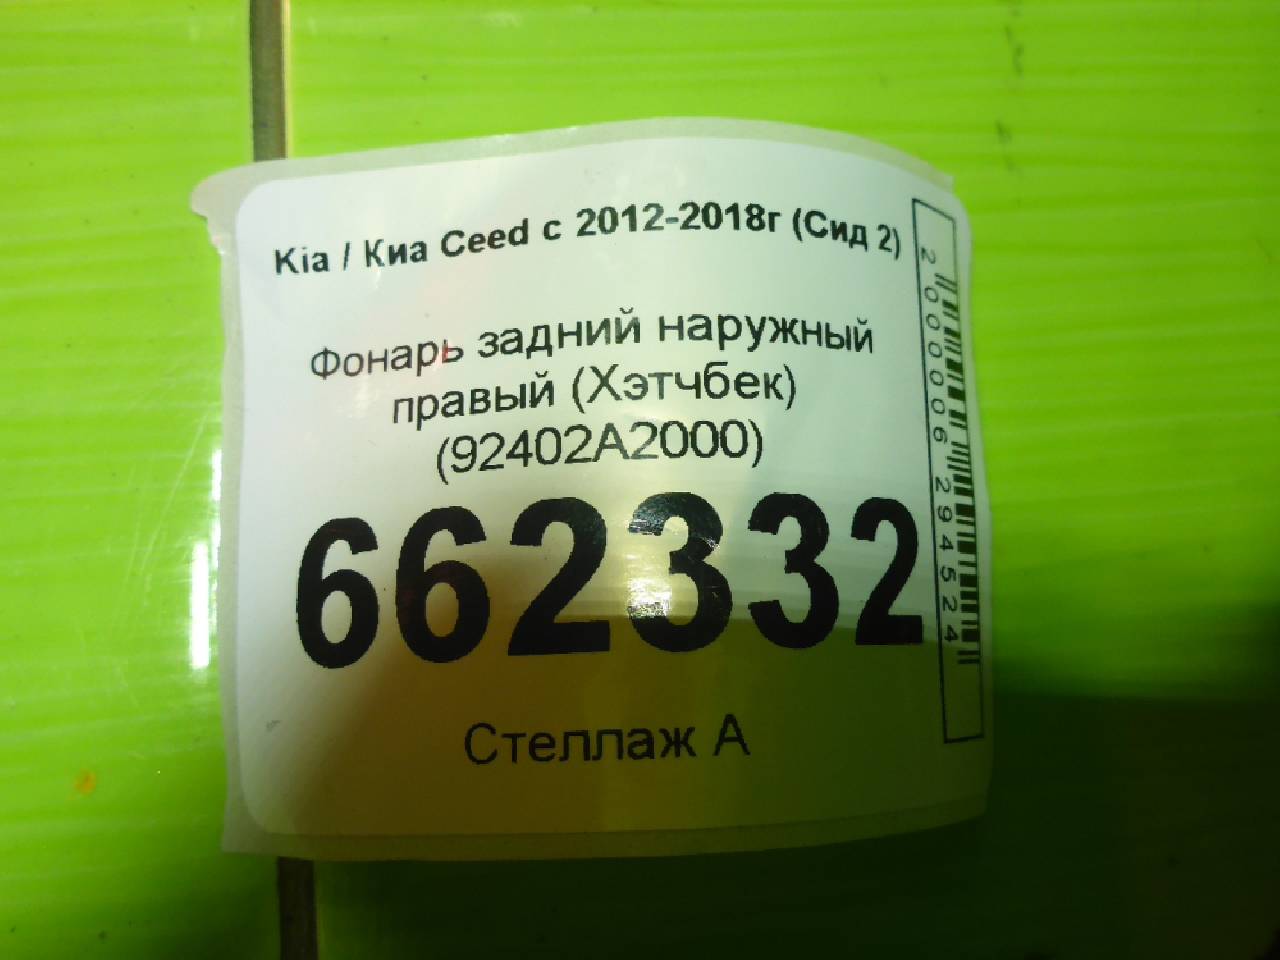 Kia / Киа Ceed с 2012-2018г (Сид 2)
Фонарь задний наружный
правый (Хэтчбек)
(92402A2000)
662332
Стеллаж А
2000006294524